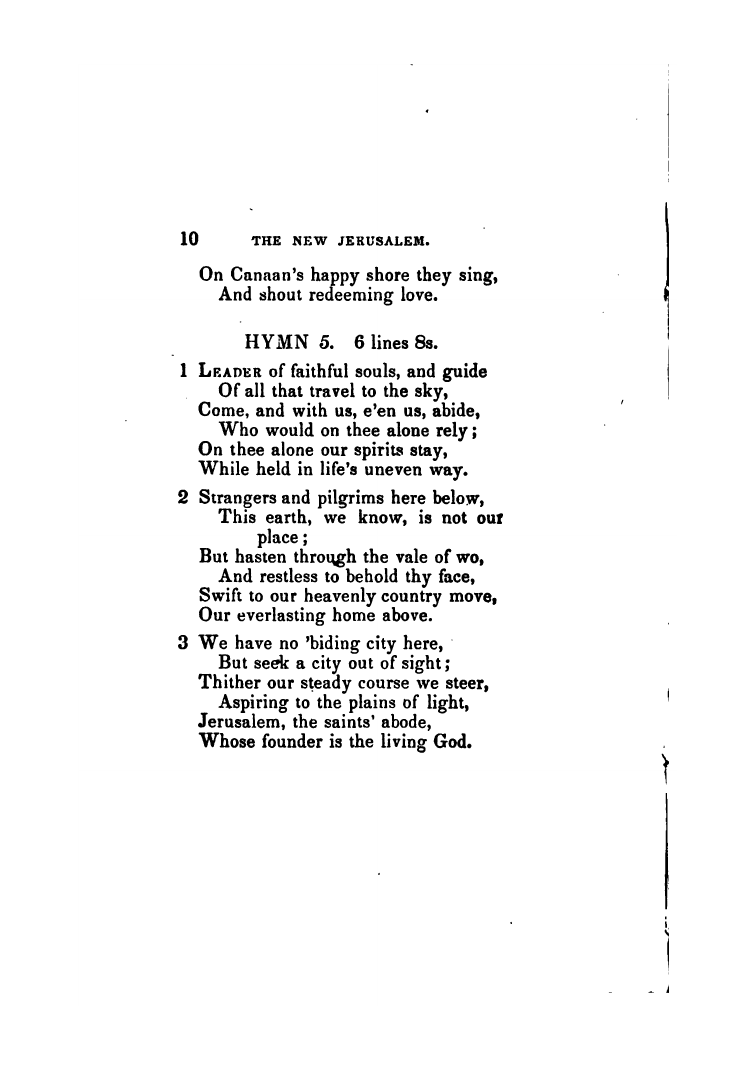 10 THE NEW JERUSALEM.
On Canaan's happy shore they sing,
And shout redeeming love.
HYMN 5. 6 lines 8s.
1 LEADER of faithful souls, and guide
Of all that travel to the sky,
Come, and with us, e'en us, abide,
Who would on thee alone rely;
On thee alone our spirits stay,
While held in life's uneven way.
2 Strangers and pilgrims here below,
This earth, we know, is not our
place;
But hasten through the vale of wo,
And restless to behold thy face,
Swift to our heavenly country move,
Our everlasting home above.
3 We have no 'biding city here,
But seek a city out of sight;
Thither our steady course we steer,
Aspiring to the plains of light,
Jerusalem, the saints' abode,
Whose founder is the living God.